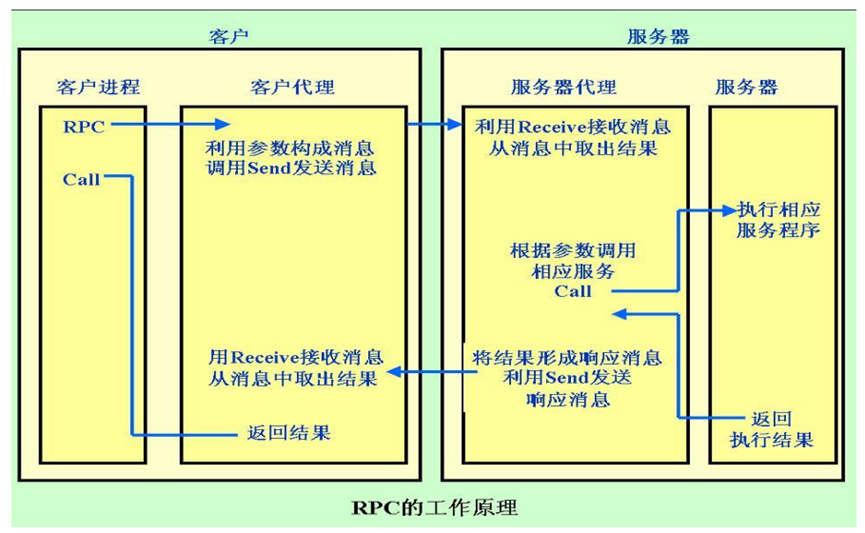 客户
服务器
客户进程
客户代理
服务器代理
服务器
RPC
利用参数构成消息
调用Send发送消息
利用Receive接收消息
从消息中取出结果
Call
执行相应
服务程序
根据参数调用
相应服务
Call
用Receive接收消息
从消息中取出结果
将结果形成响应消息
利用Send发送
响应消息
返回结果
返回
执行结果
RPC的工作原理